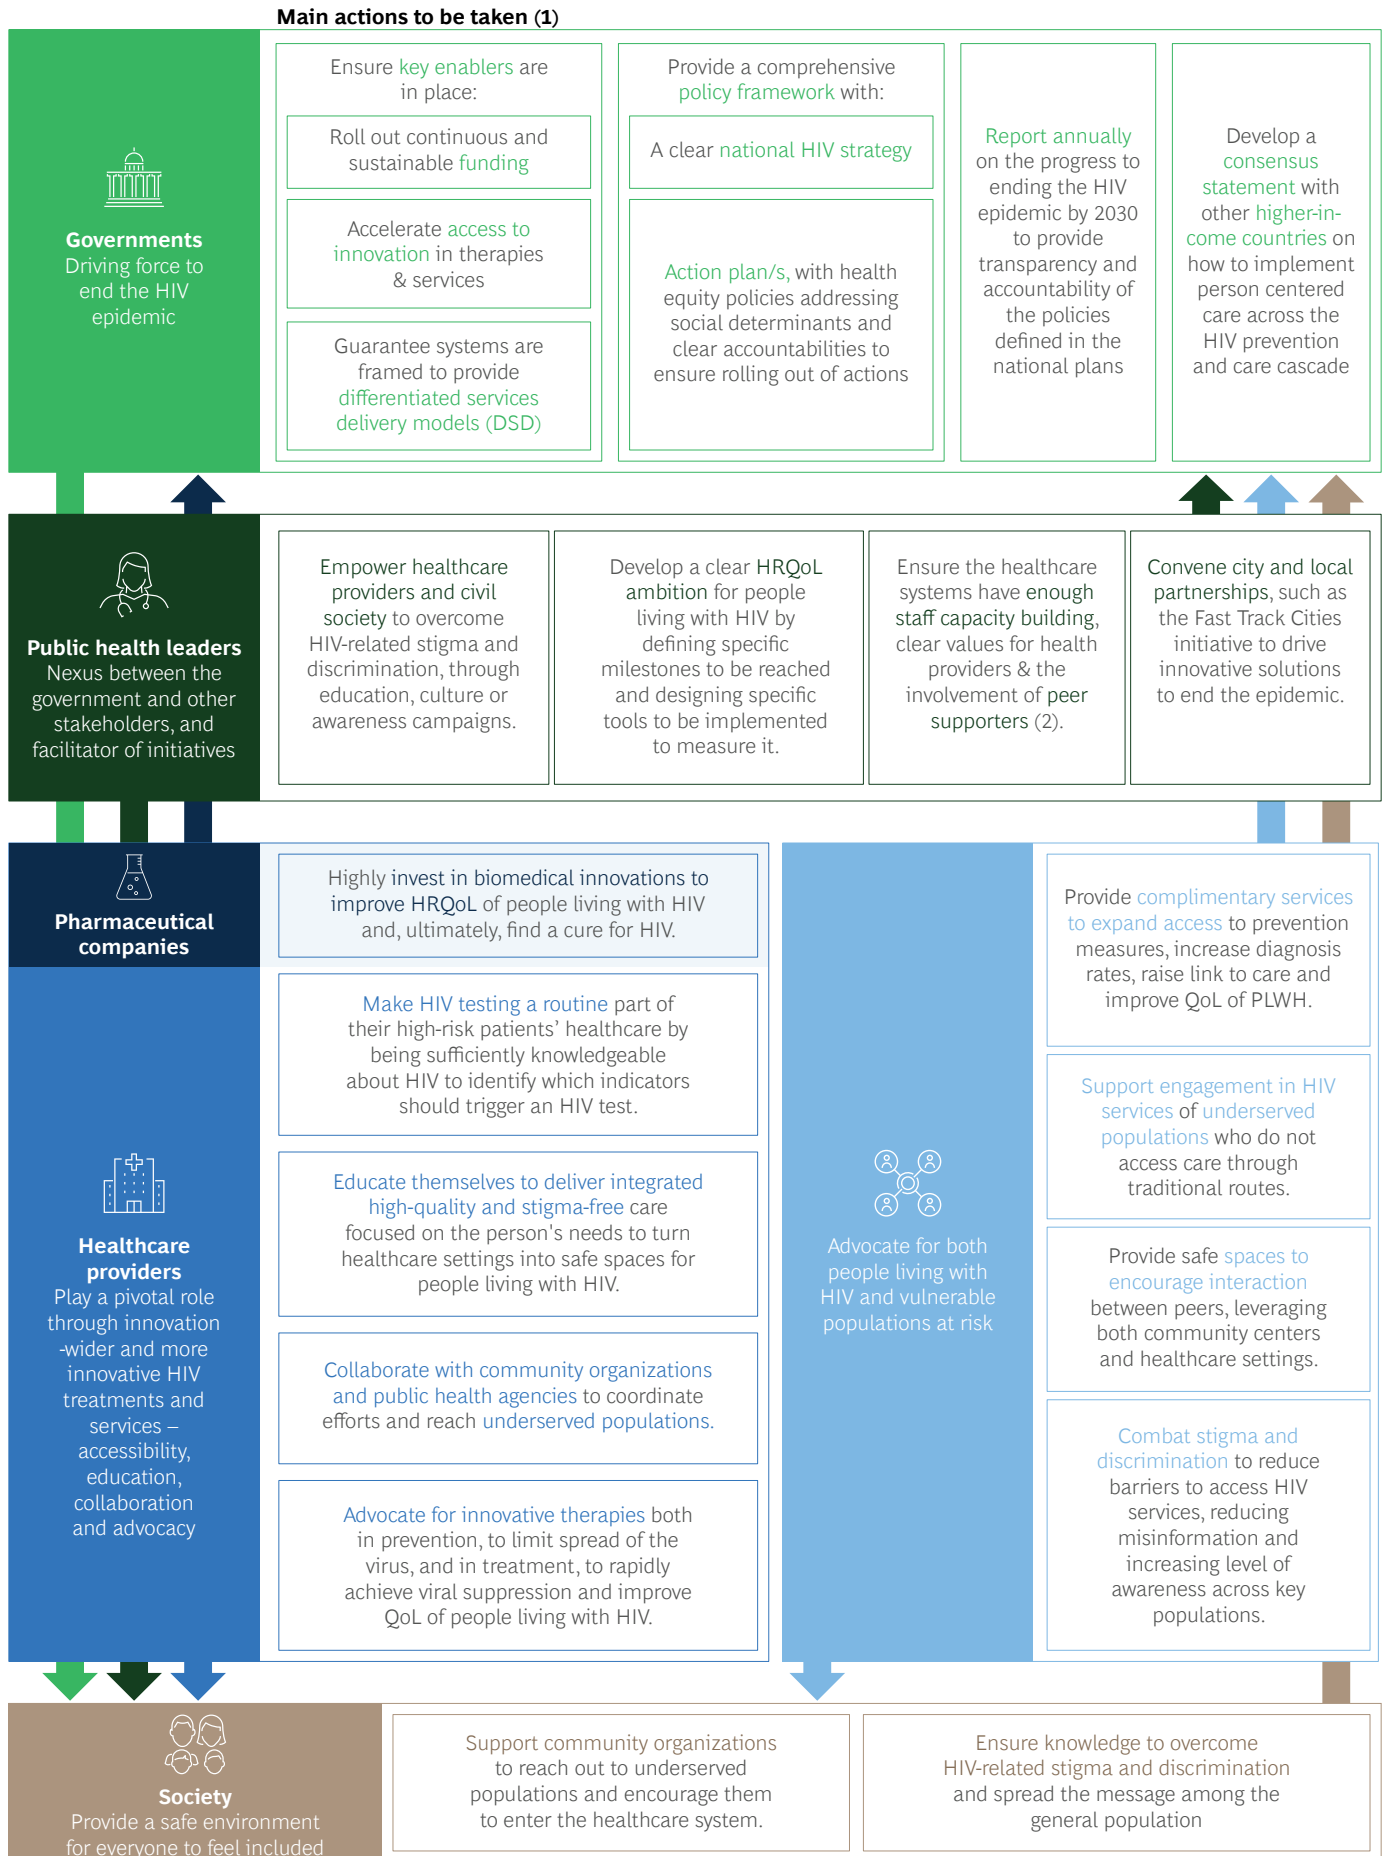 Main actions to be taken (1)
Governments
Driving force to
end the HIV
epidemic
Ensure key enablers are
in place:
Roll out continuous and
sustainable funding
Accelerate access to
innovation in therapies
& services
Guarantee systems are
framed to provide
differentiated services
delivery models (DSD)
Provide a comprehensive
policy framework with:
A clear national HIV strategy
Action plan/s, with health
equity policies addressing
social determinants and
clear accountabilities to
ensure rolling out of actions
Report annually
on the progress to
ending the HIV
epidemic by 2030
to provide
transparency and
accountability of
the policies
defined in the
national plans
Develop a
consensus
statement with
other higher-in-
come countries on
how to implement
person centered
care across the
HIV prevention
and care cascade
Public health leaders
Nexus between the
government and other
stakeholders, and
facilitator of initiatives
Empower healthcare
providers and civil
society to overcome
HIV-related stigma and
discrimination, through
education, culture or
awareness campaigns.
Develop a clear HRQoL
ambition for people
living with HIV by
defining specific
milestones to be reached
and designing specific
tools to be implemented
to measure it.
Ensure the healthcare
systems have enough
staff capacity building,
clear values for health
providers & the
involvement of peer
supporters (2).
Convene city and local
partnerships, such as
the Fast Track Cities
initiative to drive
innovative solutions
to end the epidemic.
Pharmaceutical
companies
Highly invest in biomedical innovations to
improve HRQoL of people living with HIV
and, ultimately, find a cure for HIV.
Healthcare
providers
Play a pivotal role
through innovation
-wider and more
innovative HIV
treatments and
services –
accessibility,
education,
collaboration
and advocacy
Make HIV testing a routine part of
their high-risk patients’ healthcare by
being sufficiently knowledgeable
about HIV to identify which indicators
should trigger an HIV test.
Educate themselves to deliver integrated
high-quality and stigma-free care
focused on the person's needs to turn
healthcare settings into safe spaces for
people living with HIV.
Collaborate with community organizations
and public health agencies to coordinate
efforts and reach underserved populations.
Advocate for innovative therapies both
in prevention, to limit spread of the
virus, and in treatment, to rapidly
achieve viral suppression and improve
QoL of people living with HIV.
Advocate for both
people living with
HIV and vulnerable
populations at risk
Provide complimentary services
to expand access to prevention
measures, increase diagnosis
rates, raise link to care and
improve QoL of PLWH.
Support engagement in HIV
services of underserved
populations who do not
access care through
traditional routes.
Provide safe spaces to
encourage interaction
between peers, leveraging
both community centers
and healthcare settings.
Combat stigma and
discrimination to reduce
barriers to access HIV
services, reducing
misinformation and
increasing level of
awareness across key
populations.
Society
Provide a safe environment
for everyone to feel included
Support community organizations
to reach out to underserved
populations and encourage them
to enter the healthcare system.
Ensure knowledge to overcome
HIV-related stigma and discrimination
and spread the message among the
general population